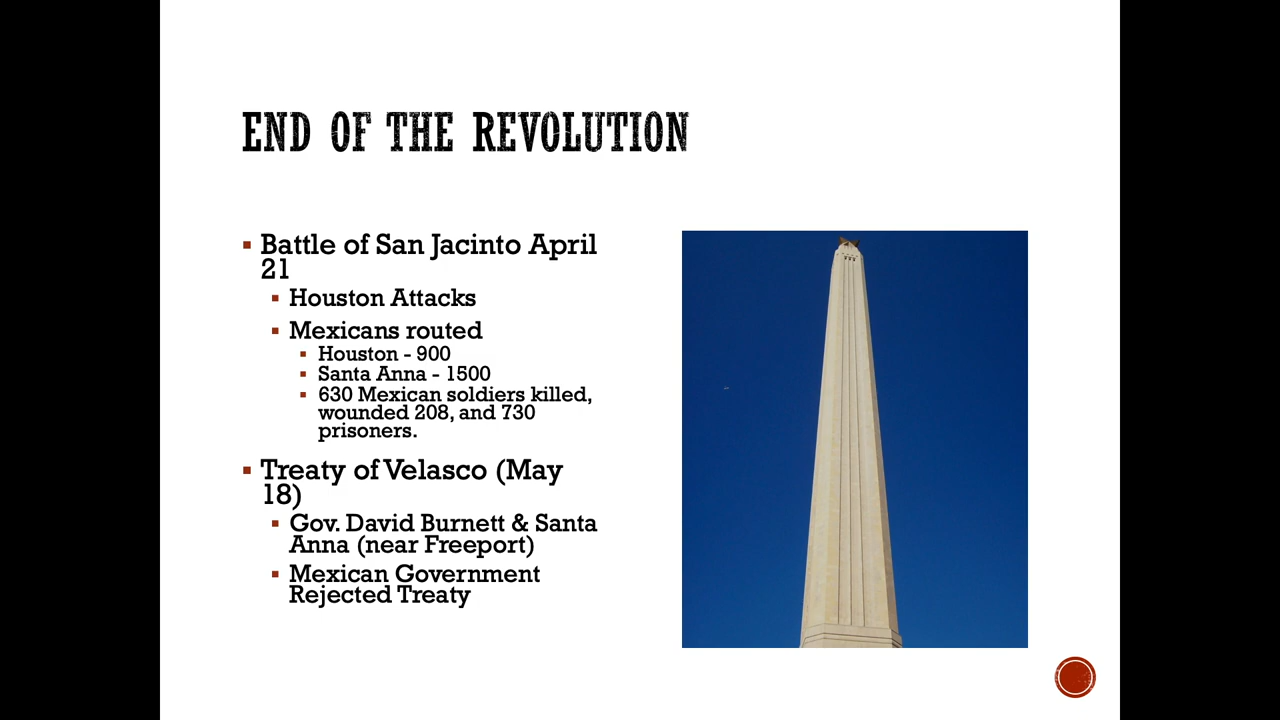 END OF THE REVOLUTION
Battle of San Jacinto April
21
Houston Attacks
Mexicans routed
Houston - 900
Santa Anna - 1500
630 Mexican soldiers killed,
wounded 208, and 730
prisoners.
Treaty of Velasco (May
18)
Gov. David Burnett & Santa
Anna (near Freeport)
Mexican Government
Rejected Treaty